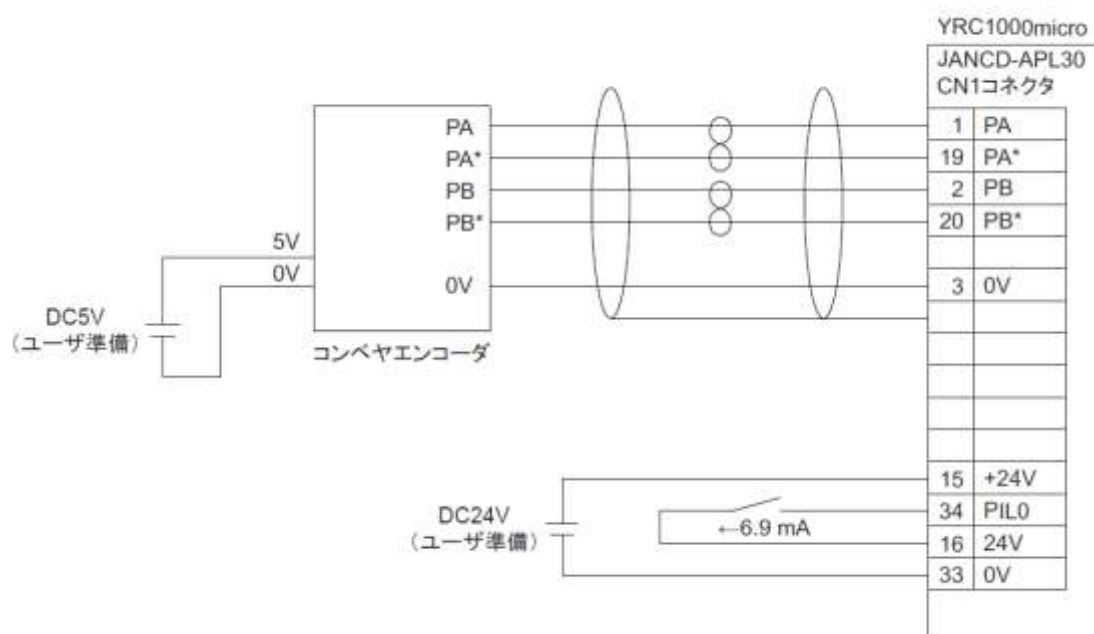 YRC1000micro
JANCD-APL30
CN1コネクタ
PA
1 PA
PA*
19 PA*
PB
2 PB
PB*
20 PB*
5V
0V
0V
3 0V
DC5V
（ユーザ準備）
コンベヤエンコーダ
15 +24V
34 PIL0
DC24V
（ユーザ準備）
←6.9 mA
16 24V
33 0V